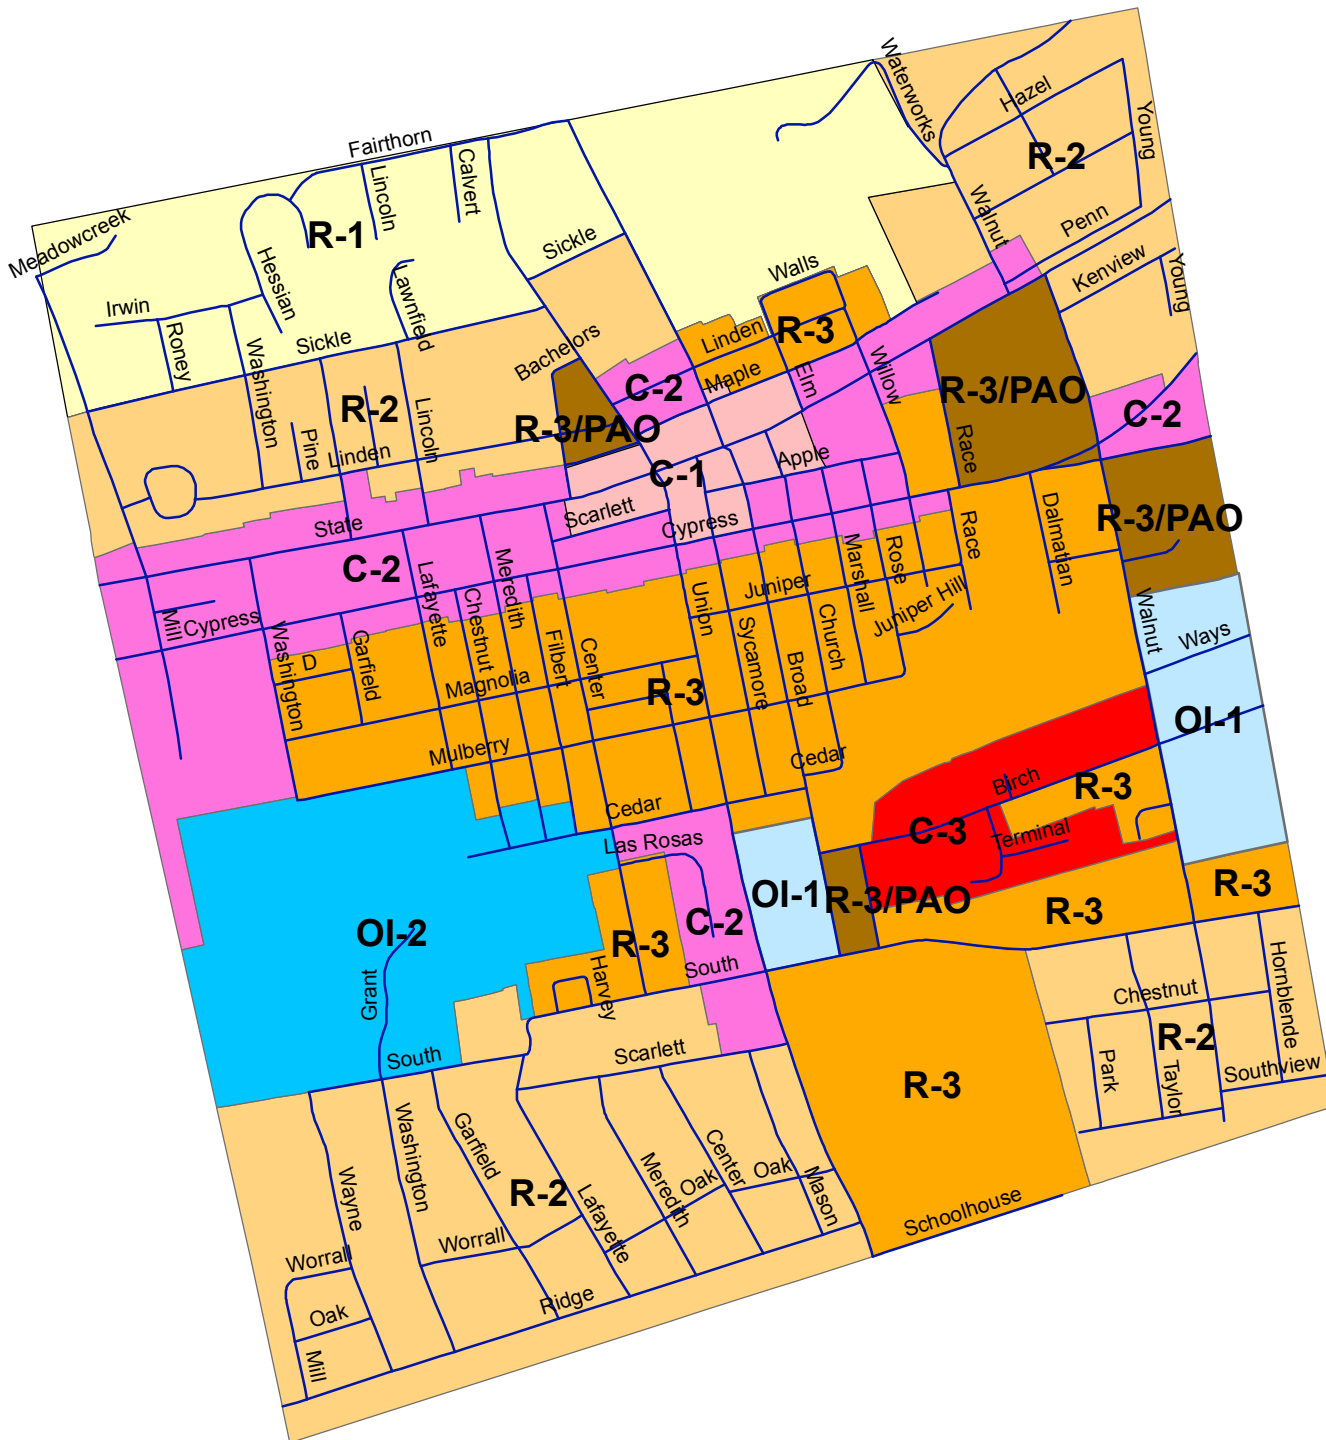 Waterworks
Hazel
Young
R-2
Fairthorn
Calvert
Lincoln
Meadowcreek
R-1
Hessian
Sickle
Walnut
Penn
Kenview
Young
Irwin
Roney
Lawnfield
Walls
Washington
Sickle
Bachelors
Linden
R-3
Maple
Elm
Willow
C-2
R-3/PAO
C-2
R-2
Pine
Linden
Lincoln
R-3/PAO
C-1
Apple
Race
State
Scarlett
Cypress
R-3/PAO
C-2
Lafayette
Meredith
Chestnut
Marshall
Rose
Race
Dalmatian
Mill
Cypress
Washington
D
Garfield
Filbert
Center
Union
Juniper
Sycamore
Broad
Church
Juniper Hill
Walnut
Ways
Magnolia
R-3
OI-1
Mulberry
Cedar
Birch
R-3
Cedar
C-3
Terminal
Las Rosas
OI-1
R-3/PAO
R-3
R-3
OI-2
C-2
R-3
South
Grant
Harvey
Hornblende
Chestnut
South
Scarlett
R-2
Park
Taylor
Southview
R-3
Washington
Garfield
Center
Meredith
Oak
Oak
Mason
Wayne
R-2
Lafayette
Schoolhouse
Worrall
Worrall
Oak
Ridge
Mill